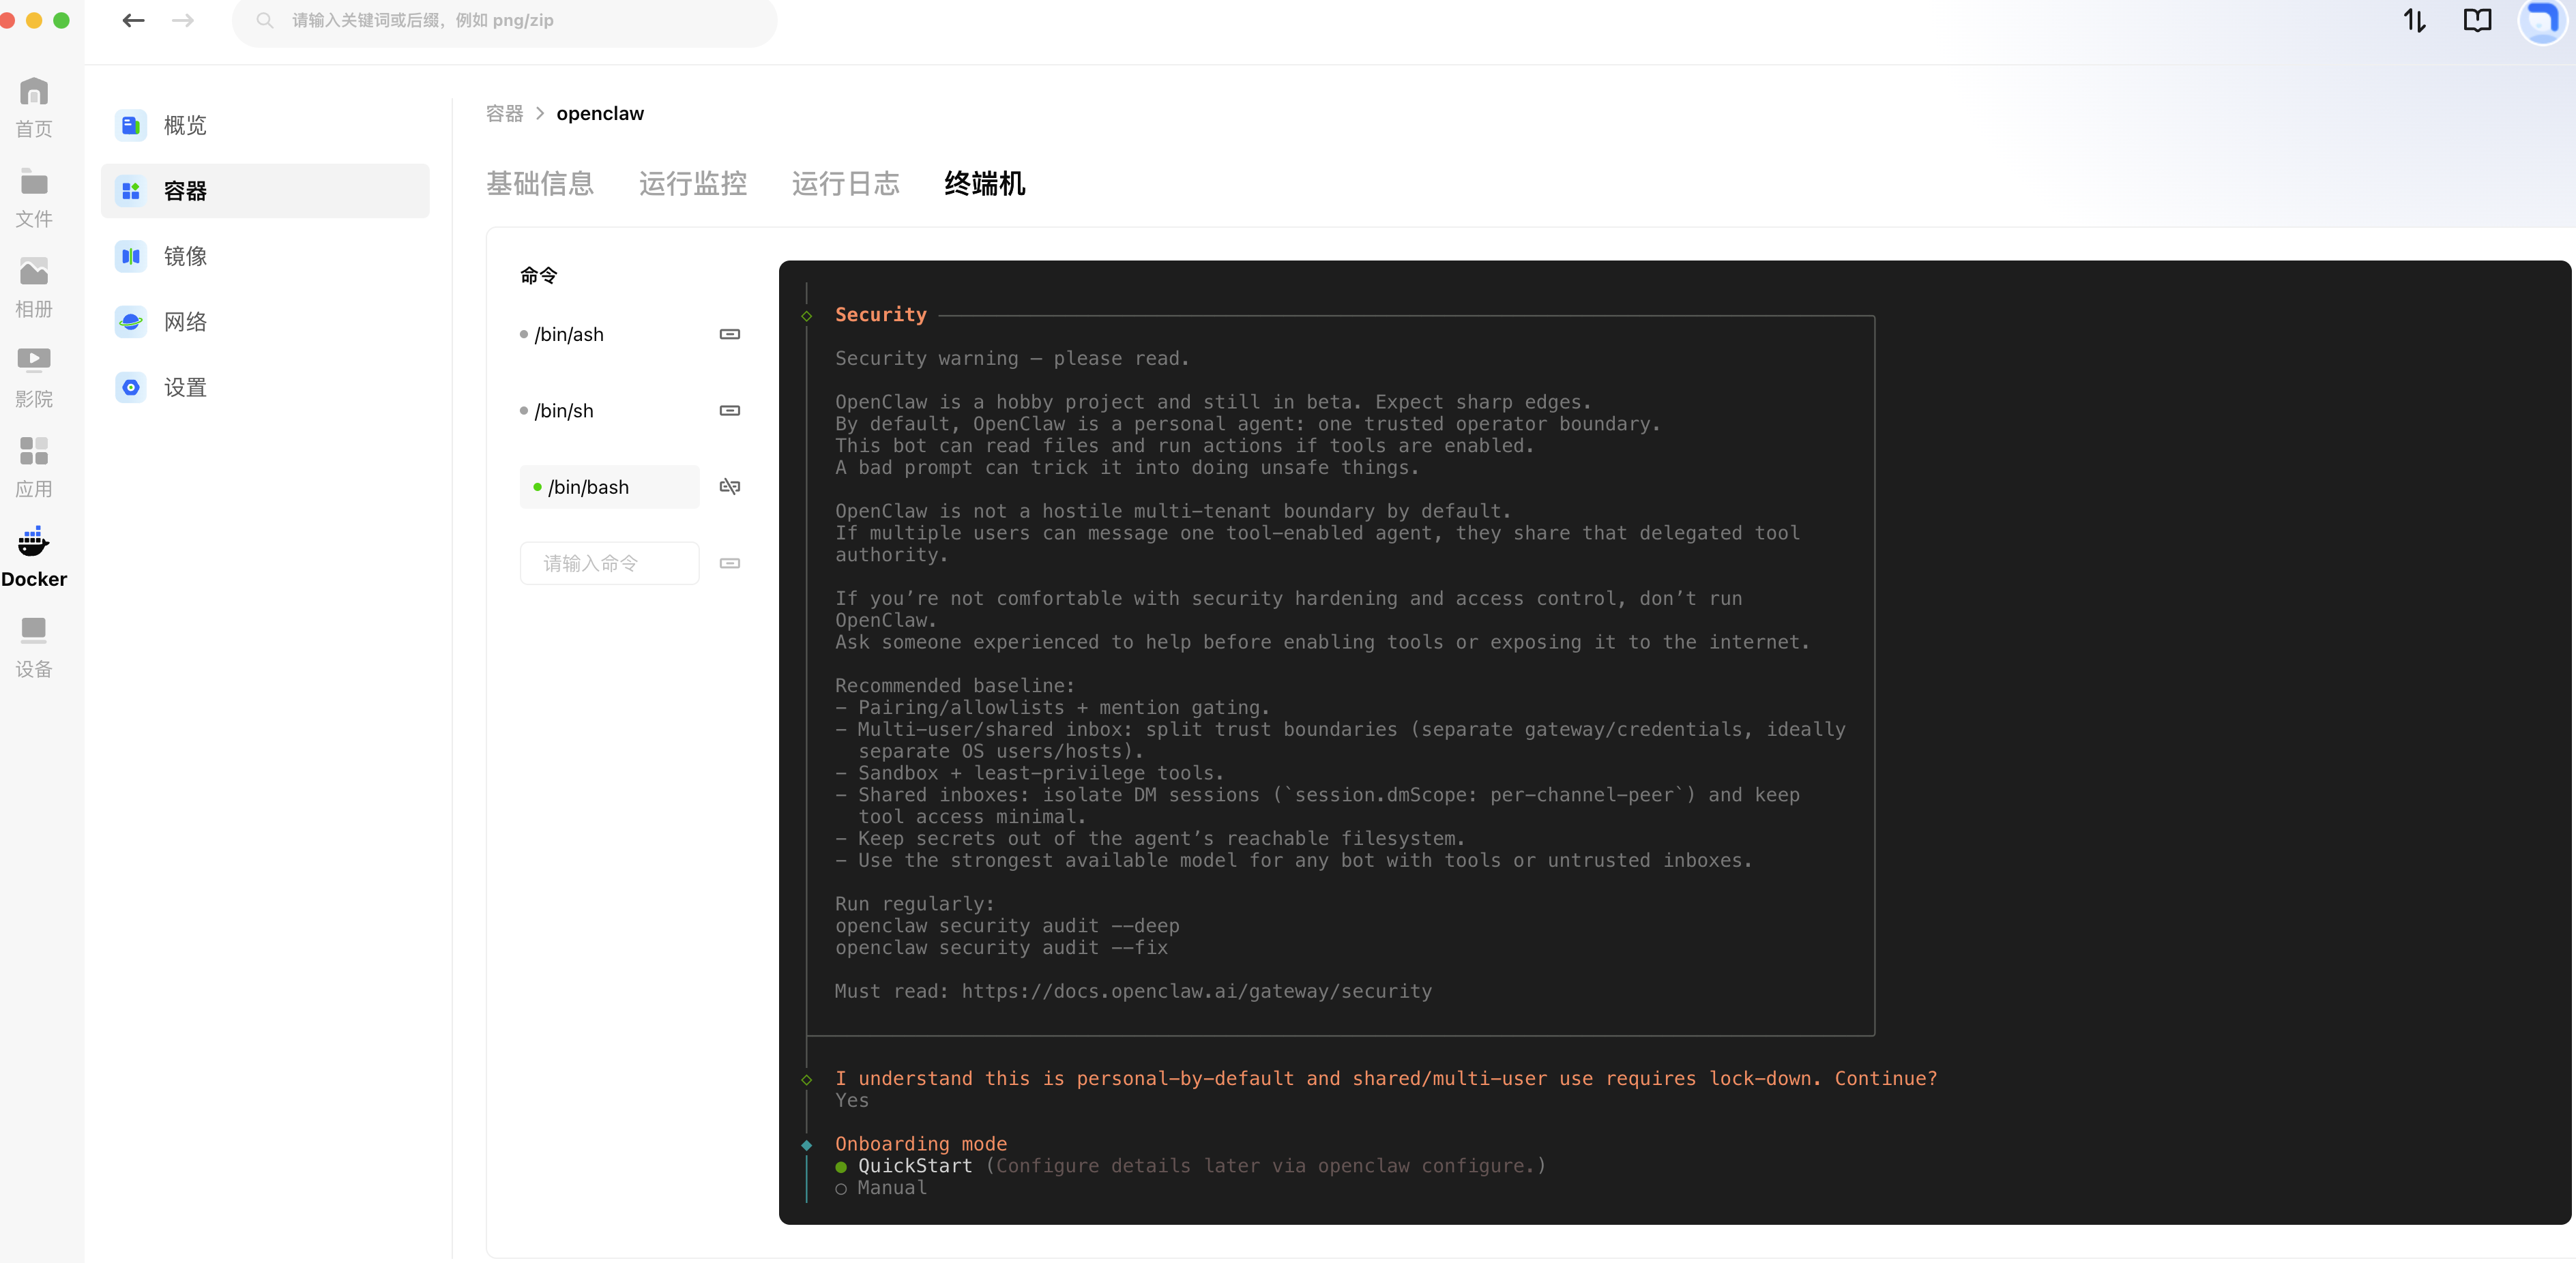 请输入关键词或后缀，例如 png/zip
首页
文件
相册
影院
应用
Docker
设备
概览
容器
镜像
网络
设置
容器 > openclaw
基础信息 运行监控 运行日志 终端机
命令
/bin/ash
/bin/sh
/bin/bash
请输入命令
Security
Security warning — please read.
OpenClaw is a hobby project and still in beta. Expect sharp edges.
By default, OpenClaw is a personal agent: one trusted operator boundary.
This bot can read files and run actions if tools are enabled.
A bad prompt can trick it into doing unsafe things.
OpenClaw is not a hostile multi-tenant boundary by default.
If multiple users can message one tool-enabled agent, they share that delegated tool
authority.
If you’re not comfortable with security hardening and access control, don’t run
OpenClaw.
Ask someone experienced to help before enabling tools or exposing it to the internet.
Recommended baseline:
- Pairing/allowlists + mention gating.
- Multi-user/shared inbox: split trust boundaries (separate gateway/credentials, ideally
separate OS users/hosts).
- Sandbox + least-privilege tools.
- Shared inboxes: isolate DM sessions (`session.dmScope: per-channel-peer`) and keep
tool access minimal.
- Keep secrets out of the agent’s reachable filesystem.
- Use the strongest available model for any bot with tools or untrusted inboxes.
Run regularly:
openclaw security audit --deep
openclaw security audit --fix
Must read: https://docs.openclaw.ai/gateway/security
I understand this is personal-by-default and shared/multi-user use requires lock-down. Continue?
Yes
Onboarding mode
● QuickStart (Configure details later via openclaw configure.)
○ Manual